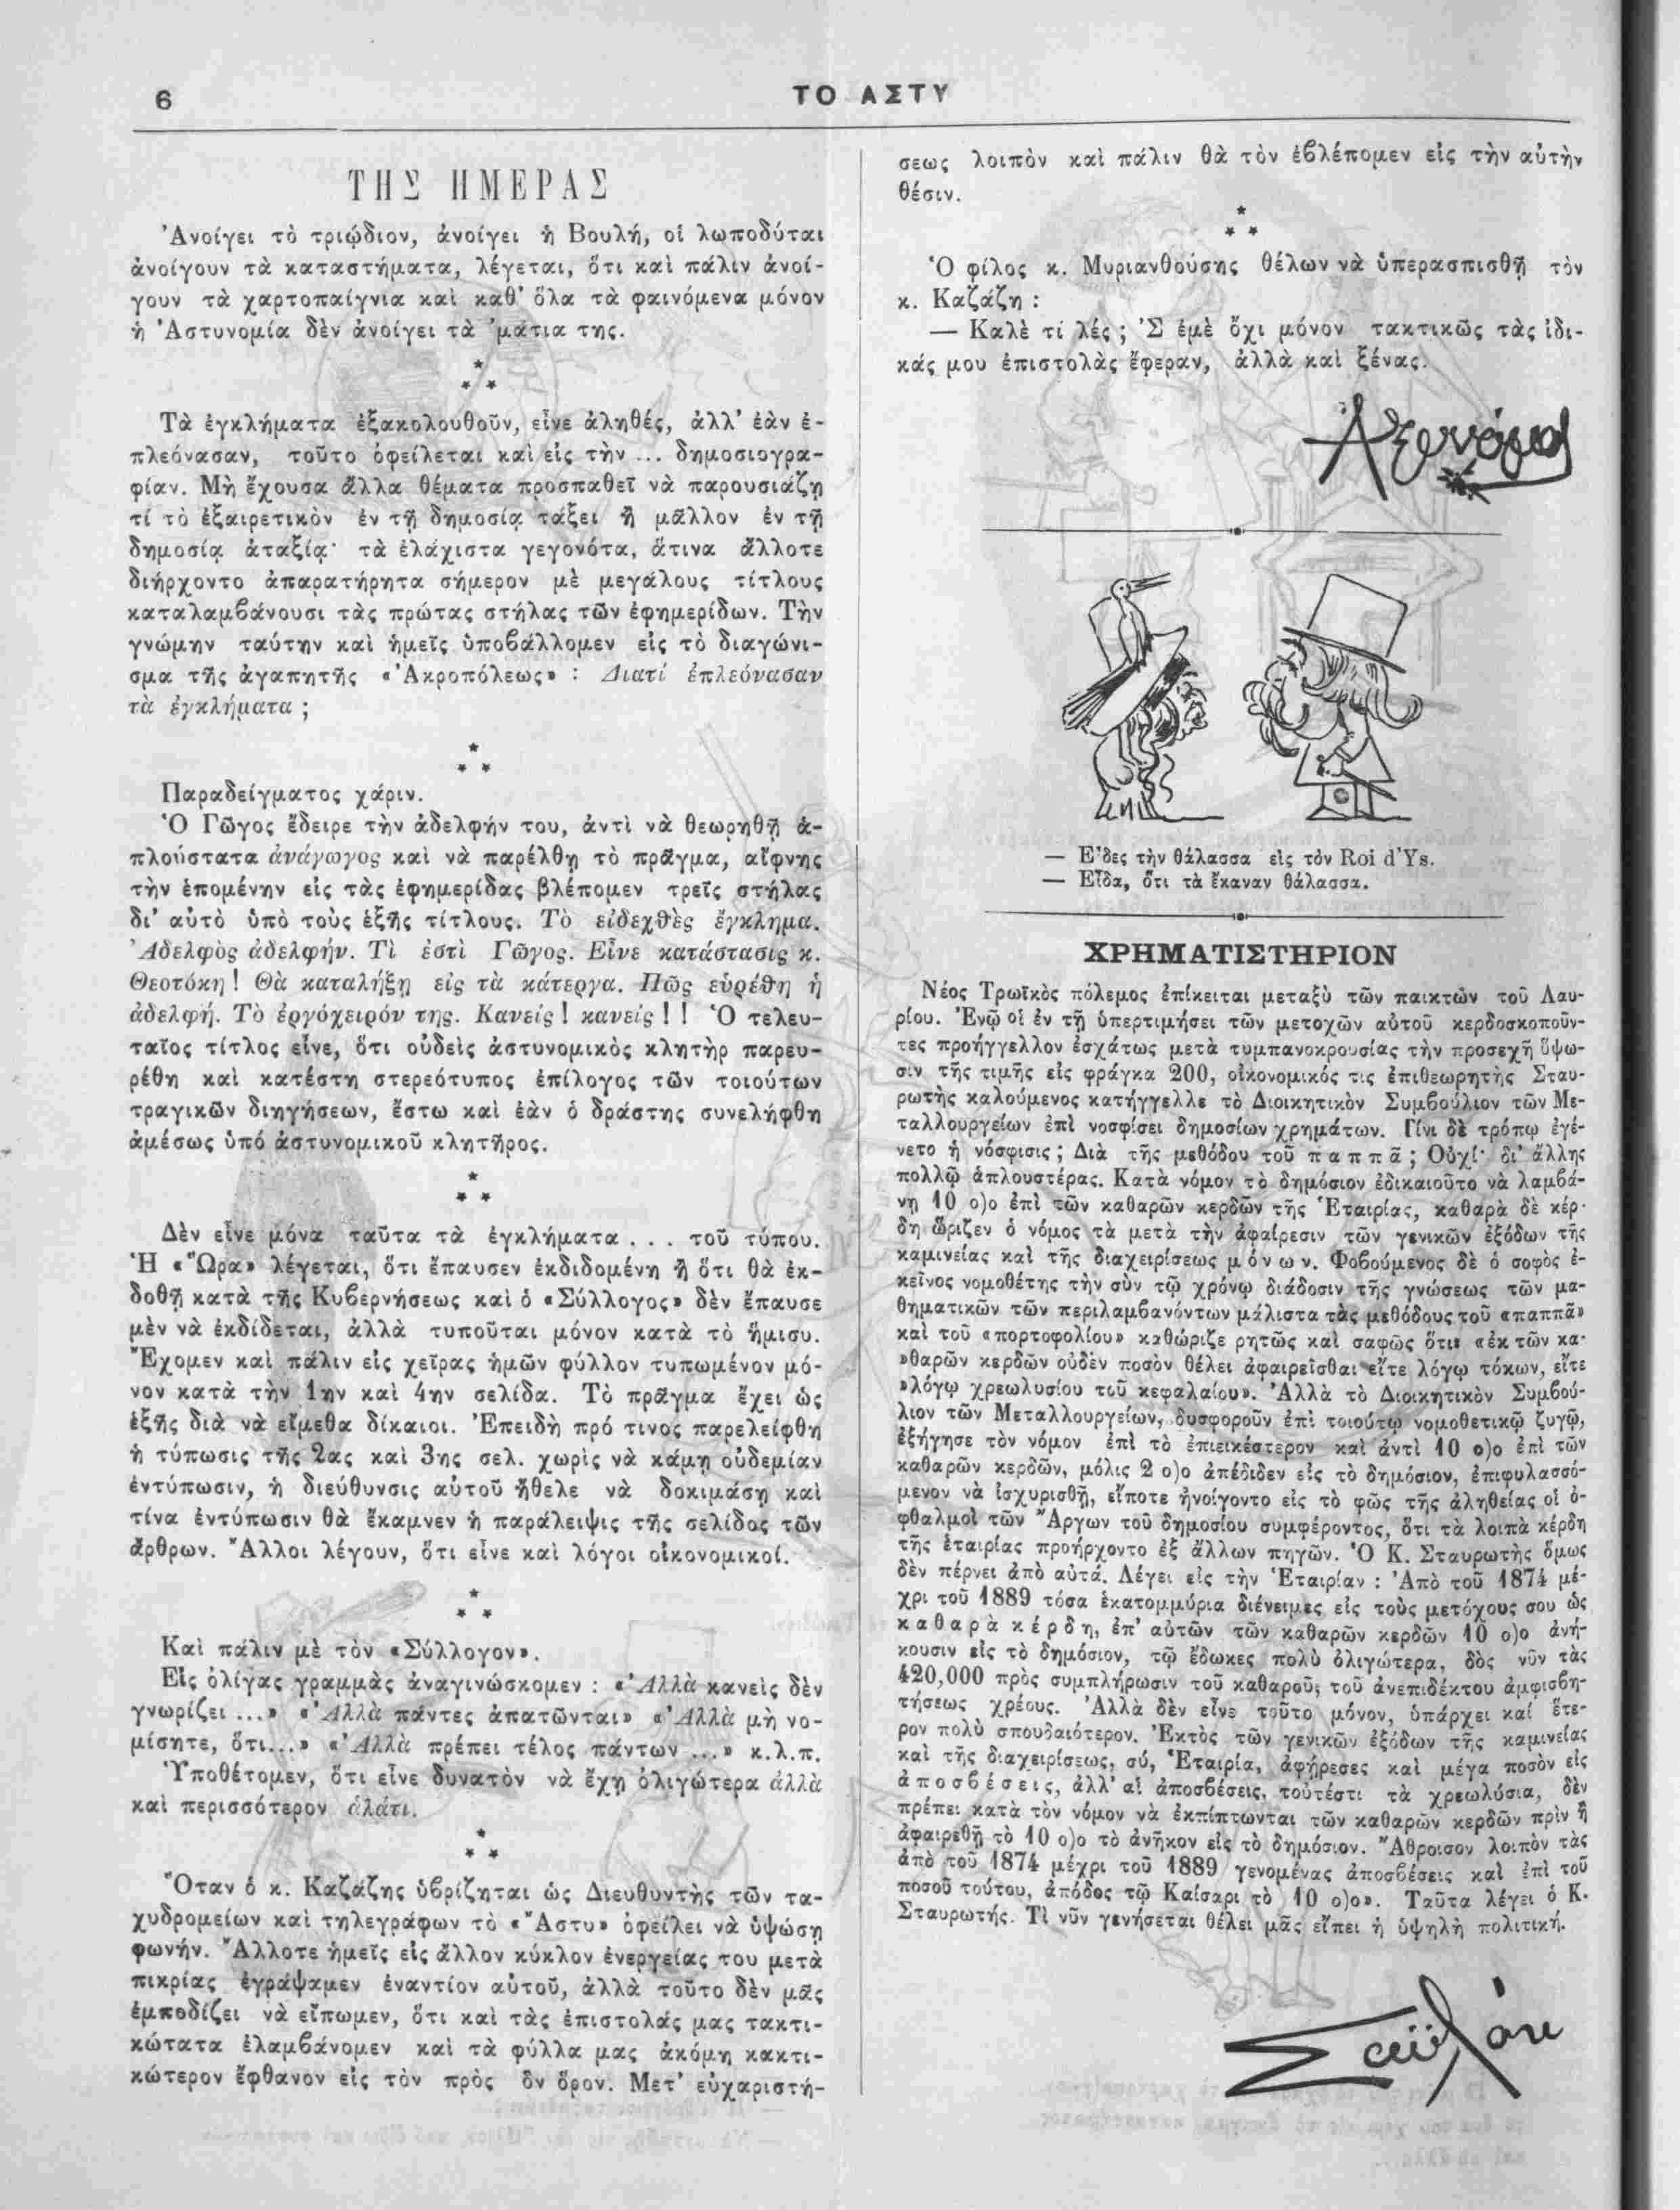 6
ΤΟ ΑΣΤΥ
ΤΗΣ ΗΜΕΡΑΣ
Ἀνοίγει τὸ τριῴδιον, ἀνοίγει ἡ Βουλή, οἱ λωποδύται
ἀνοίγουν τὰ καταστήματα, λέγεται, ὅτι καὶ πάλιν ἀνοί-
γουν τὰ χαρτοπαίγνια καὶ καθ' ὅλα τὰ φαινόμενα μόνον
ἡ Ἀστυνομία δὲν ἀνοίγει τὰ 'μάτια της.
Τὰ ἐγκλήματα ἐξακολουθοῦν, εἶνε ἀληθές, ἀλλ' ἐὰν ἐ-
πλεόνασαν, τοῦτο ὀφείλεται καὶ εἰς τὴν ... δημοσιογρα-
φίαν. Μὴ ἔχουσα ἄλλα θέματα προσπαθεῖ νὰ παρουσιάζῃ
τί τὸ ἐξαιρετικὸν ἐν τῇ δημοσίᾳ τάξει ἢ μᾶλλον ἐν τῇ
δημοσίᾳ ἀταξίᾳ· τὰ ἐλάχιστα γεγονότα, ἅτινα ἄλλοτε
διήρχοντο ἀπαρατήρητα σήμερον μὲ μεγάλους τίτλους
καταλαμβάνουσι τὰς πρώτας στήλας τῶν ἐφημερίδων. Τὴν
γνώμην ταύτην καὶ ἡμεῖς ὑποβάλλομεν εἰς τὸ διαγώνι-
σμα τῆς ἀγαπητῆς «Ἀκροπόλεως» : Διατί ἐπλεόνασαν
τὰ ἐγκλήματα ;
Παραδείγματος χάριν.
Ὁ Γῶγος ἔδειρε τὴν ἀδελφήν του, ἀντὶ νὰ θεωρηθῇ ἁ-
πλούστατα ἀνάγωγος καὶ νὰ παρέλθῃ τὸ πρᾶγμα, αἴφνης
τὴν ἑπομένην εἰς τὰς ἐφημερίδας βλέπομεν τρεῖς στήλας
δι' αὐτὸ ὑπὸ τοὺς ἑξῆς τίτλους. Τὸ εἰδεχθὲς ἔγκλημα.
Ἀδελφὸς ἀδελφήν. Τὶ ἐστὶ Γῶγος. Εἶνε κατάστασις κ.
Θεοτόκη! Θὰ καταλήξῃ εἰς τὰ κάτεργα. Πῶς εὑρέθη ἡ
ἀδελφή. Τὸ ἐργόχειρόν της. Κανείς! κανείς!! Ὁ τελευ-
ταῖος τίτλος εἶνε, ὅτι οὐδεὶς ἀστυνομικὸς κλητὴρ παρευ-
ρέθη καὶ κατέστη στερεότυπος ἐπίλογος τῶν τοιούτων
τραγικῶν διηγήσεων, ἔστω καὶ ἐὰν ὁ δράστης συνελήφθη
ἀμέσως ὑπό ἀστυνομικοῦ κλητῆρος.
Δὲν εἶνε μόνα ταῦτα τὰ ἐγκλήματα . . . τοῦ τύπου.
Ἡ «Ὥρα» λέγεται, ὅτι ἔπαυσεν ἐκδιδομένη ἢ ὅτι θὰ ἐκ-
δοθῇ κατὰ τῆς Κυβερνήσεως καὶ ὁ «Σύλλογος» δὲν ἔπαυσε
μὲν νὰ ἐκδίδεται, ἀλλὰ τυποῦται μόνον κατὰ τὸ ἥμισυ.
Ἔχομεν καὶ πάλιν εἰς χεῖρας ἡμῶν φύλλον τυπωμένον μό-
νον κατὰ τὴν 1ην καὶ 4ην σελίδα. Τὸ πρᾶγμα ἔχει ὡς
ἑξῆς διὰ νὰ εἴμεθα δίκαιοι. Ἐπειδὴ πρό τινος παρελείφθη
ἡ τύπωσις τῆς 2ας καὶ 3ης σελ. χωρὶς νὰ κάμῃ οὐδεμίαν
ἐντύπωσιν, ἡ διεύθυνσις αὐτοῦ ἤθελε νὰ δοκιμάσῃ καὶ
τίνα ἐντύπωσιν θὰ ἔκαμνεν ἡ παράλειψις τῆς σελίδος τῶν
ἄρθρων. Ἄλλοι λέγουν, ὅτι εἶνε καὶ λόγοι οἰκονομικοί.
Καὶ πάλιν μὲ τὸν «Σύλλογον».
Εἰς ὀλίγας γραμμὰς ἀναγινώσκομεν : «Ἀλλὰ κανεὶς δὲν
γνωρίζει ...» «Ἀλλὰ πάντες ἀπατῶνται» «Ἀλλὰ μὴ νο-
μίσητε, ὅτι...» «Ἀλλὰ πρέπει τέλος πάντων ...» κ.λ.π.
Ὑποθέτομεν, ὅτι εἶνε δυνατὸν νὰ ἔχῃ ὀλιγώτερα ἀλλὰ
καὶ περισσότερον ἁλάτι.
Ὅταν ὁ κ. Καζάζης ὑβρίζηται ὡς Διευθυντὴς τῶν τα-
χυδρομείων καὶ τηλεγράφων τὸ «Ἄστυ» ὀφείλει νὰ ὑψώσῃ
φωνήν. Ἄλλοτε ἡμεῖς εἰς ἄλλον κύκλον ἐνεργείας του μετὰ
πικρίας ἐγράψαμεν ἐναντίον αὐτοῦ, ἀλλὰ τοῦτο δὲν μᾶς
ἐμποδίζει νὰ εἴπωμεν, ὅτι καὶ τὰς ἐπιστολάς μας τακτι-
κώτατα ἐλαμβάνομεν καὶ τὰ φύλλα μας ἀκόμη κακτι-
κώτερον ἔφθανον εἰς τὸν πρὸς ὃν ὅρον. Μετ' εὐχαριστή-
σεως λοιπὸν καὶ πάλιν θὰ τὸν ἐβλέπομεν εἰς τὴν αὐτὴν
θέσιν.
Ὁ φίλος κ. Μυριανθούσης θέλων νὰ ὑπερασπισθῇ τὸν
κ. Καζάζη :
— Καλὲ τί λές ; Ἐ ἐμὲ ὄχι μόνον τακτικῶς τὰς ἰδι-
κάς μου ἐπιστολὰς ἔφεραν, ἀλλὰ καὶ ξένας.
— Εἶδες τὴν θάλασσα εἰς τὸν Roi d'Ys.
— Εἶδα, ὅτι τὰ ἔκαναν θάλασσα.
ΧΡΗΜΑΤΙΣΤΗΡΙΟΝ
Νέος Τρωϊκὸς πόλεμος ἐπίκειται μεταξὺ τῶν παικτῶν τοῦ Λαυ-
ρίου. Ἐνῷ οἱ ἐν τῇ ὑπερτιμήσει τῶν μετοχῶν αὐτοῦ κερδοσκοποῦν-
τες προήγγελλον ἐσχάτως μετὰ τυμπανοκρουσίας τὴν προσεχῆ ὕψω-
σιν τῆς τιμῆς εἰς φράγκα 200, οἰκονομικός τις ἐπιθεωρητὴς Σταυ-
ρωτὴς καλούμενος κατήγγελλε τὸ Διοικητικὸν Συμβούλιον τῶν Με-
ταλλουργείων ἐπὶ νοσφίσει δημοσίων χρημάτων. Τίνι δὲ τρόπῳ ἐγέ-
νετο ἡ νόσφισις ; Διὰ τῆς μεθόδου τοῦ παππᾶ ; Οὐχί· δι' ἄλλης
πολλῷ ἁπλουστέρας. Κατὰ νόμον τὸ δημόσιον ἐδικαιοῦτο νὰ λαμβά-
νῃ 10 ο)ο ἐπὶ τῶν καθαρῶν κερδῶν τῆς Ἑταιρίας, καθαρὰ δὲ κέρ-
δη ὥριζεν ὁ νόμος τὰ μετὰ τὴν ἀφαίρεσιν τῶν γενικῶν ἐξόδων τῆς
καμινείας καὶ τῆς διαχειρίσεως μόνων. Φοβούμενος δὲ ὁ σοφὸς ἐ-
κεῖνος νομοθέτης τὴν σὺν τῷ χρόνῳ διάδοσιν τῆς γνώσεως τῶν μα-
θηματικῶν τῶν περιλαμβανόντων μάλιστα τὰς μεθόδους τοῦ «παππᾶ»
καὶ τοῦ «πορτοφολίου» καθώριζε ρητῶς καὶ σαφῶς ὅτι «ἐκ τῶν κα-
»θαρῶν κερδῶν οὐδὲν ποσὸν θέλει ἀφαιρεῖσθαι εἴτε λόγῳ τόκων, εἴτε
»λόγῳ χρεωλυσίου τοῦ κεφαλαίου». Ἀλλὰ τὸ Διοικητικὸν Συμβού-
λιον τῶν Μεταλλουργείων, δυσφοροῦν ἐπὶ τοιούτῳ νομοθετικῷ ζυγῷ,
ἐξήγησε τὸν νόμον ἐπὶ τὸ ἐπιεικέστερον καὶ ἀντὶ 10 ο)ο ἐπὶ τῶν
καθαρῶν κερδῶν, μόλις 2 ο)ο ἀπέδιδεν εἰς τὸ δημόσιον, ἐπιφυλασσό-
μενον νὰ ἰσχυρισθῇ, εἴποτε ἠνοίγοντο εἰς τὸ φῶς τῆς ἀληθείας οἱ ὀ-
φθαλμοὶ τῶν Ἄργων τοῦ δημοσίου συμφέροντος, ὅτι τὰ λοιπὰ κέρδη
τῆς ἑταιρίας προήρχοντο ἐξ ἄλλων πηγῶν. Ὁ Κ. Σταυρωτὴς ὅμως
δὲν πέρνει ἀπὸ αὐτά. Λέγει εἰς τὴν Ἑταιρίαν : Ἀπὸ τοῦ 1874 μέ-
χρι τοῦ 1889 τόσα ἑκατομμύρια διένειμες εἰς τοὺς μετόχους σου ὡς
καθαρὰ κέρδη, ἐπ' αὐτῶν τῶν καθαρῶν κερδῶν 10 ο)ο ἀνή-
κουσιν εἰς τὸ δημόσιον, τῷ ἔδωκες πολὺ ὀλιγώτερα, δὸς νῦν τὰς
420,000 πρὸς συμπλήρωσιν τοῦ καθαροῦ, τοῦ ἀνεπιδέκτου ἀμφισβη-
τήσεως χρέους. Ἀλλὰ δὲν εἶνε τοῦτο μόνον, ὑπάρχει καί ἕτε-
ρον πολὺ σπουδαιότερον. Ἐκτὸς τῶν γενικῶν ἐξόδων τῆς καμινείας
καὶ τῆς διαχειρίσεως, σύ, Ἑταιρία, ἀφῄρεσες καὶ μέγα ποσὸν εἰς
ἀποσβέσεις, ἀλλ' αἱ ἀποσβέσεις, τοὐτέστι τὰ χρεωλύσια, δὲν
πρέπει κατὰ τὸν νόμον νὰ ἐκπίπτωνται τῶν καθαρῶν κερδῶν πρὶν ἢ
ἀφαιρεθῇ τὸ 10 ο)ο τὸ ἀνῆκον εἰς τὸ δημόσιον. Ἄθροισον λοιπὸν τὰς
ἀπὸ τοῦ 1874 μέχρι τοῦ 1889 γενομένας ἀποσβέσεις καὶ ἐπὶ τοῦ
ποσοῦ τούτου, ἀπόδος τῷ Καίσαρι τὸ 10 ο)ο». Ταῦτα λέγει ὁ Κ.
Σταυρωτής. Τὶ νῦν γενήσεται θέλει μᾶς εἴπει ἡ ὑψηλὴ πολιτική.